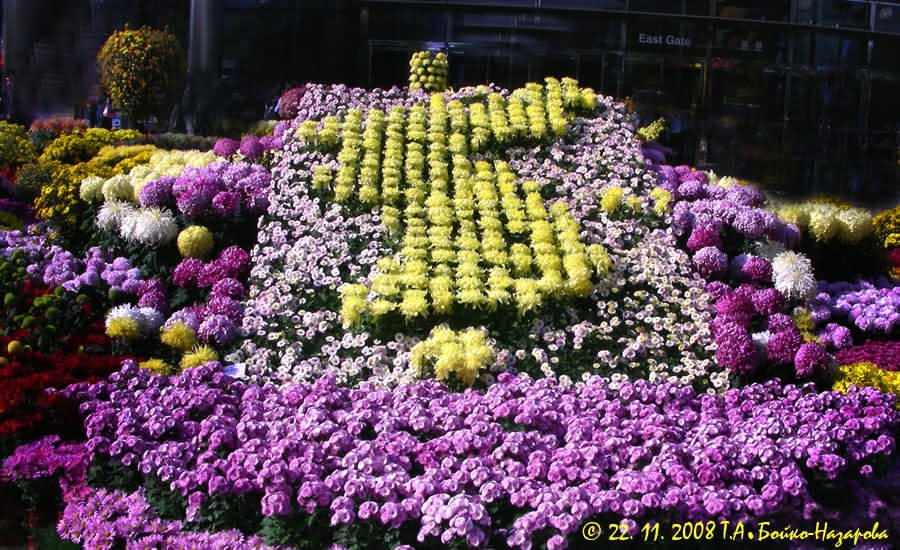 East Gate
© 22. 11. 2008 Т.А. Бойко-Назарова